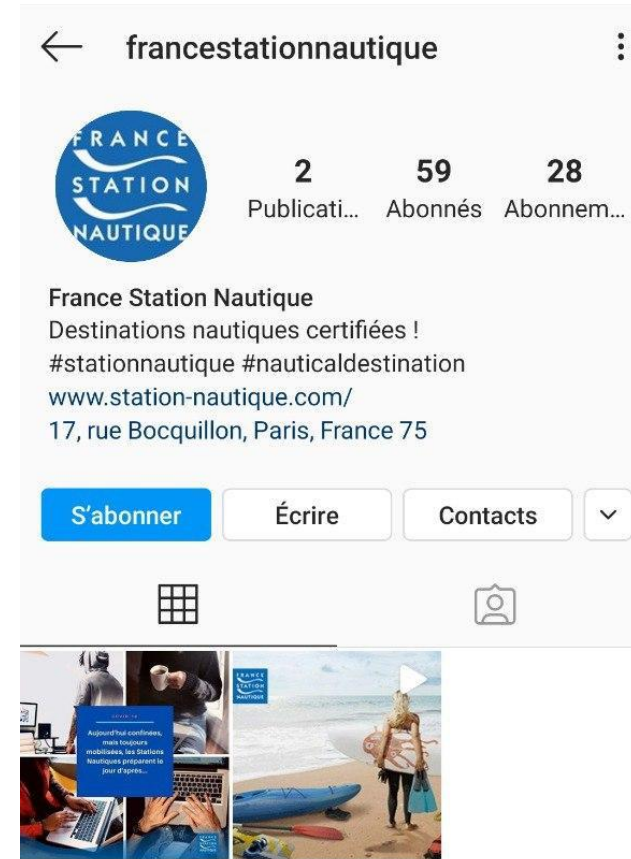 francestationnautique
FRANCE
STATION
NAUTIQUE
2
59
28
Publicati...
Abonnés
Abonnem...
France Station Nautique
Destinations nautiques certifiées !
#stationnautique #nauticaldestination
www.station-nautique.com/
17, rue Bocquillon, Paris, France 75
S'abonner
Écrire
Contacts
COVID-19
Aujourd'hui confinées,
mais toujours
mobilisées, les Stations
Nautiques préparent le
jour d'après...
FRANCE
STATION
NAUTIQUE